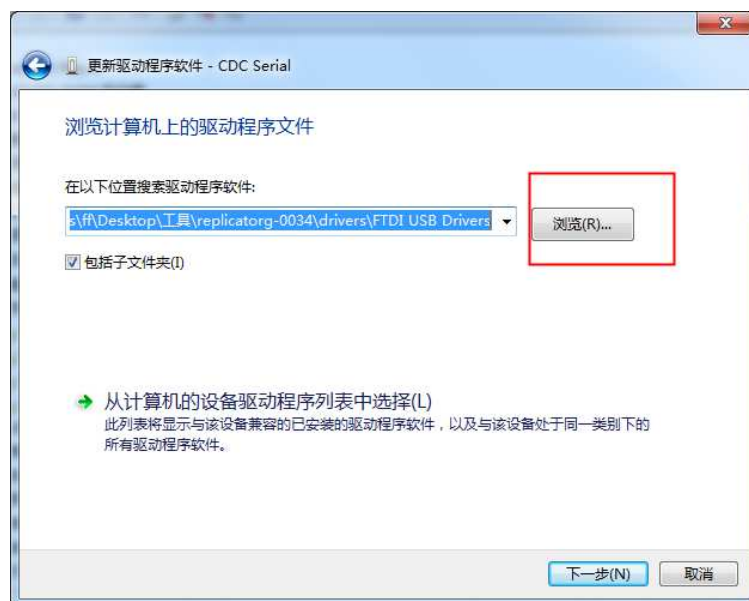 更新驱动程序软件 - CDC Serial
浏览计算机上的驱动程序文件
在以下位置搜索驱动程序软件:
s\ff\Desktop\工具\replicatorg-0034\drivers\FTDI USB Drivers
浏览(R)...
包括子文件夹(I)
从计算机的设备驱动程序列表中选择(L)
此列表将显示与该设备兼容的已安装的驱动程序软件，以及与该设备处于同一类别下的
所有驱动程序软件。
下一步(N)
取消